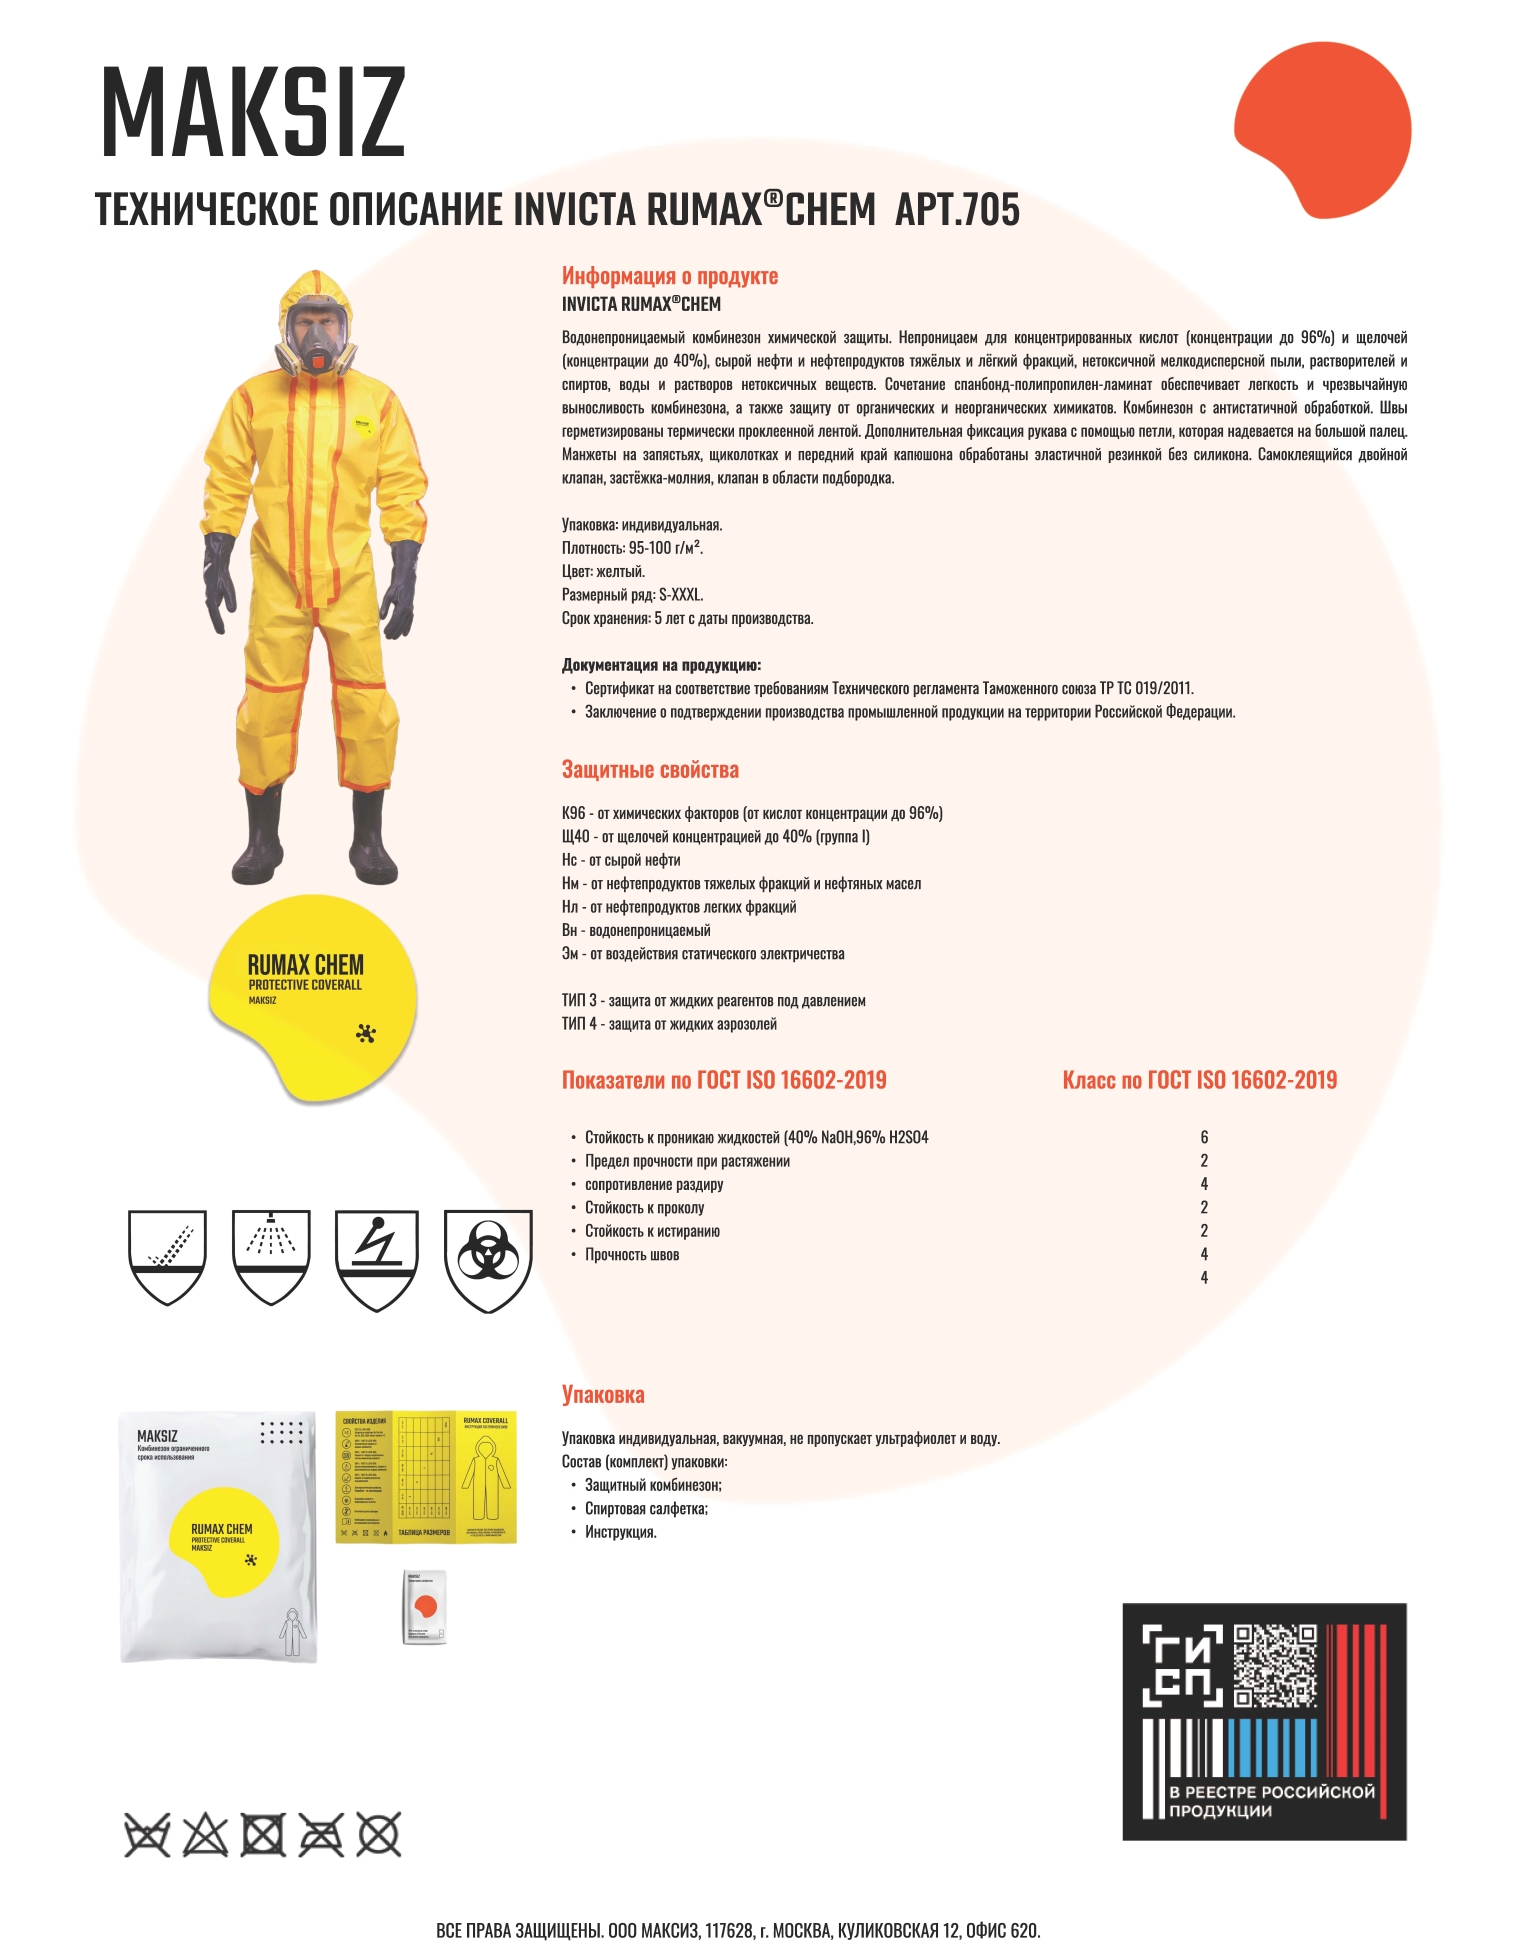 MAKSIZ
ТЕХНИЧЕСКОЕ ОПИСАНИЕ INVICTA RUMAX®CHEM АРТ.705
Информация о продукте
INVICTA RUMAX®CHEM
Водонепроницаемый комбинезон химической защиты. Непроницаем для концентрированных кислот (концентрации до 96%) и щелочей
(концентрации до 40%), сырой нефти и нефтепродуктов тяжёлых и лёгкий фракций, нетоксичной мелкодисперсной пыли, растворителей и
спиртов, воды и растворов нетоксичных веществ. Сочетание спанбонд-полипропилен-ламинат обеспечивает легкость и чрезвычайную
выносливость комбинезона, а также защиту от органических и неорганических химикатов. Комбинезон с антистатичной обработкой. Швы
герметизированы термически проклеенной лентой. Дополнительная фиксация рукава с помощью петли, которая надевается на большой палец.
Манжеты на запястьях, щиколотках и передний край капюшона обработаны эластичной резинкой без силикона. Самоклеящийся двойной
клапан, застёжка-молния, клапан в области подбородка.
Упаковка: индивидуальная.
Плотность: 95-100 г/м².
Цвет: желтый.
Размерный ряд: S-XXXL.
Срок хранения: 5 лет с даты производства.
Документация на продукцию:
• Сертификат на соответствие требованиям Технического регламента Таможенного союза ТР ТС 019/2011.
• Заключение о подтверждении производства промышленной продукции на территории Российской Федерации.
Защитные свойства
К96 - от химических факторов (от кислот концентрации до 96%)
Щ40 - от щелочей концентрацией до 40% (группа I)
Нс - от сырой нефти
Нм - от нефтепродуктов тяжелых фракций и нефтяных масел
Нл - от нефтепродуктов легких фракций
Вн - водонепроницаемый
Эм - от воздействия статического электричества
ТИП 3 - защита от жидких реагентов под давлением
ТИП 4 - защита от жидких аэрозолей
RUMAX CHEM
PROTECTIVE COVERALL
MAKSIZ
Показатели по ГОСТ ISO 16602-2019 Класс по ГОСТ ISO 16602-2019
• Стойкость к проникаю жидкостей (40% NaOH,96% H2SO4 6
• Предел прочности при растяжении 2
• сопротивление раздиру 4
• Стойкость к проколу 2
• Стойкость к истиранию 2
• Прочность швов 4
4
Упаковка
Упаковка индивидуальная, вакуумная, не пропускает ультрафиолет и воду.
Состав (комплект) упаковки:
• Защитный комбинезон;
• Спиртовая салфетка;
• Инструкция.
MAKSIZ
Комбинезон ограниченного
срока использования
RUMAX CHEM
PROTECTIVE COVERALL
MAKSIZ
СВОЙСТВА ИЗДЕЛИЯ
ТАБЛИЦА РАЗМЕРОВ
RUMAX COVERALL
MAKSIZ
ГИ
СП
В РЕЕСТРЕ РОССИЙСКОЙ
ПРОДУКЦИИ
ВСЕ ПРАВА ЗАЩИЩЕНЫ. ООО МАКСИЗ, 117628, г. МОСКВА, КУЛИКОВСКАЯ 12, ОФИС 620.